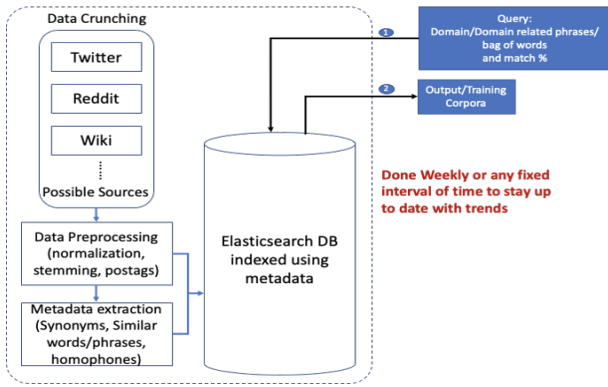 Data Crunching
Twitter
Reddit
Wiki
Possible Sources
Data Preprocessing
(normalization,
stemming, postags)
Metadata extraction
(Synonyms, Similar
words/phrases,
homophones)
Elasticsearch DB
indexed using
metadata
1
Query:
Domain/Domain related phrases/
bag of words
and match %
2
Output/Training
Corpora
Done Weekly or any fixed
interval of time to stay up
to date with trends